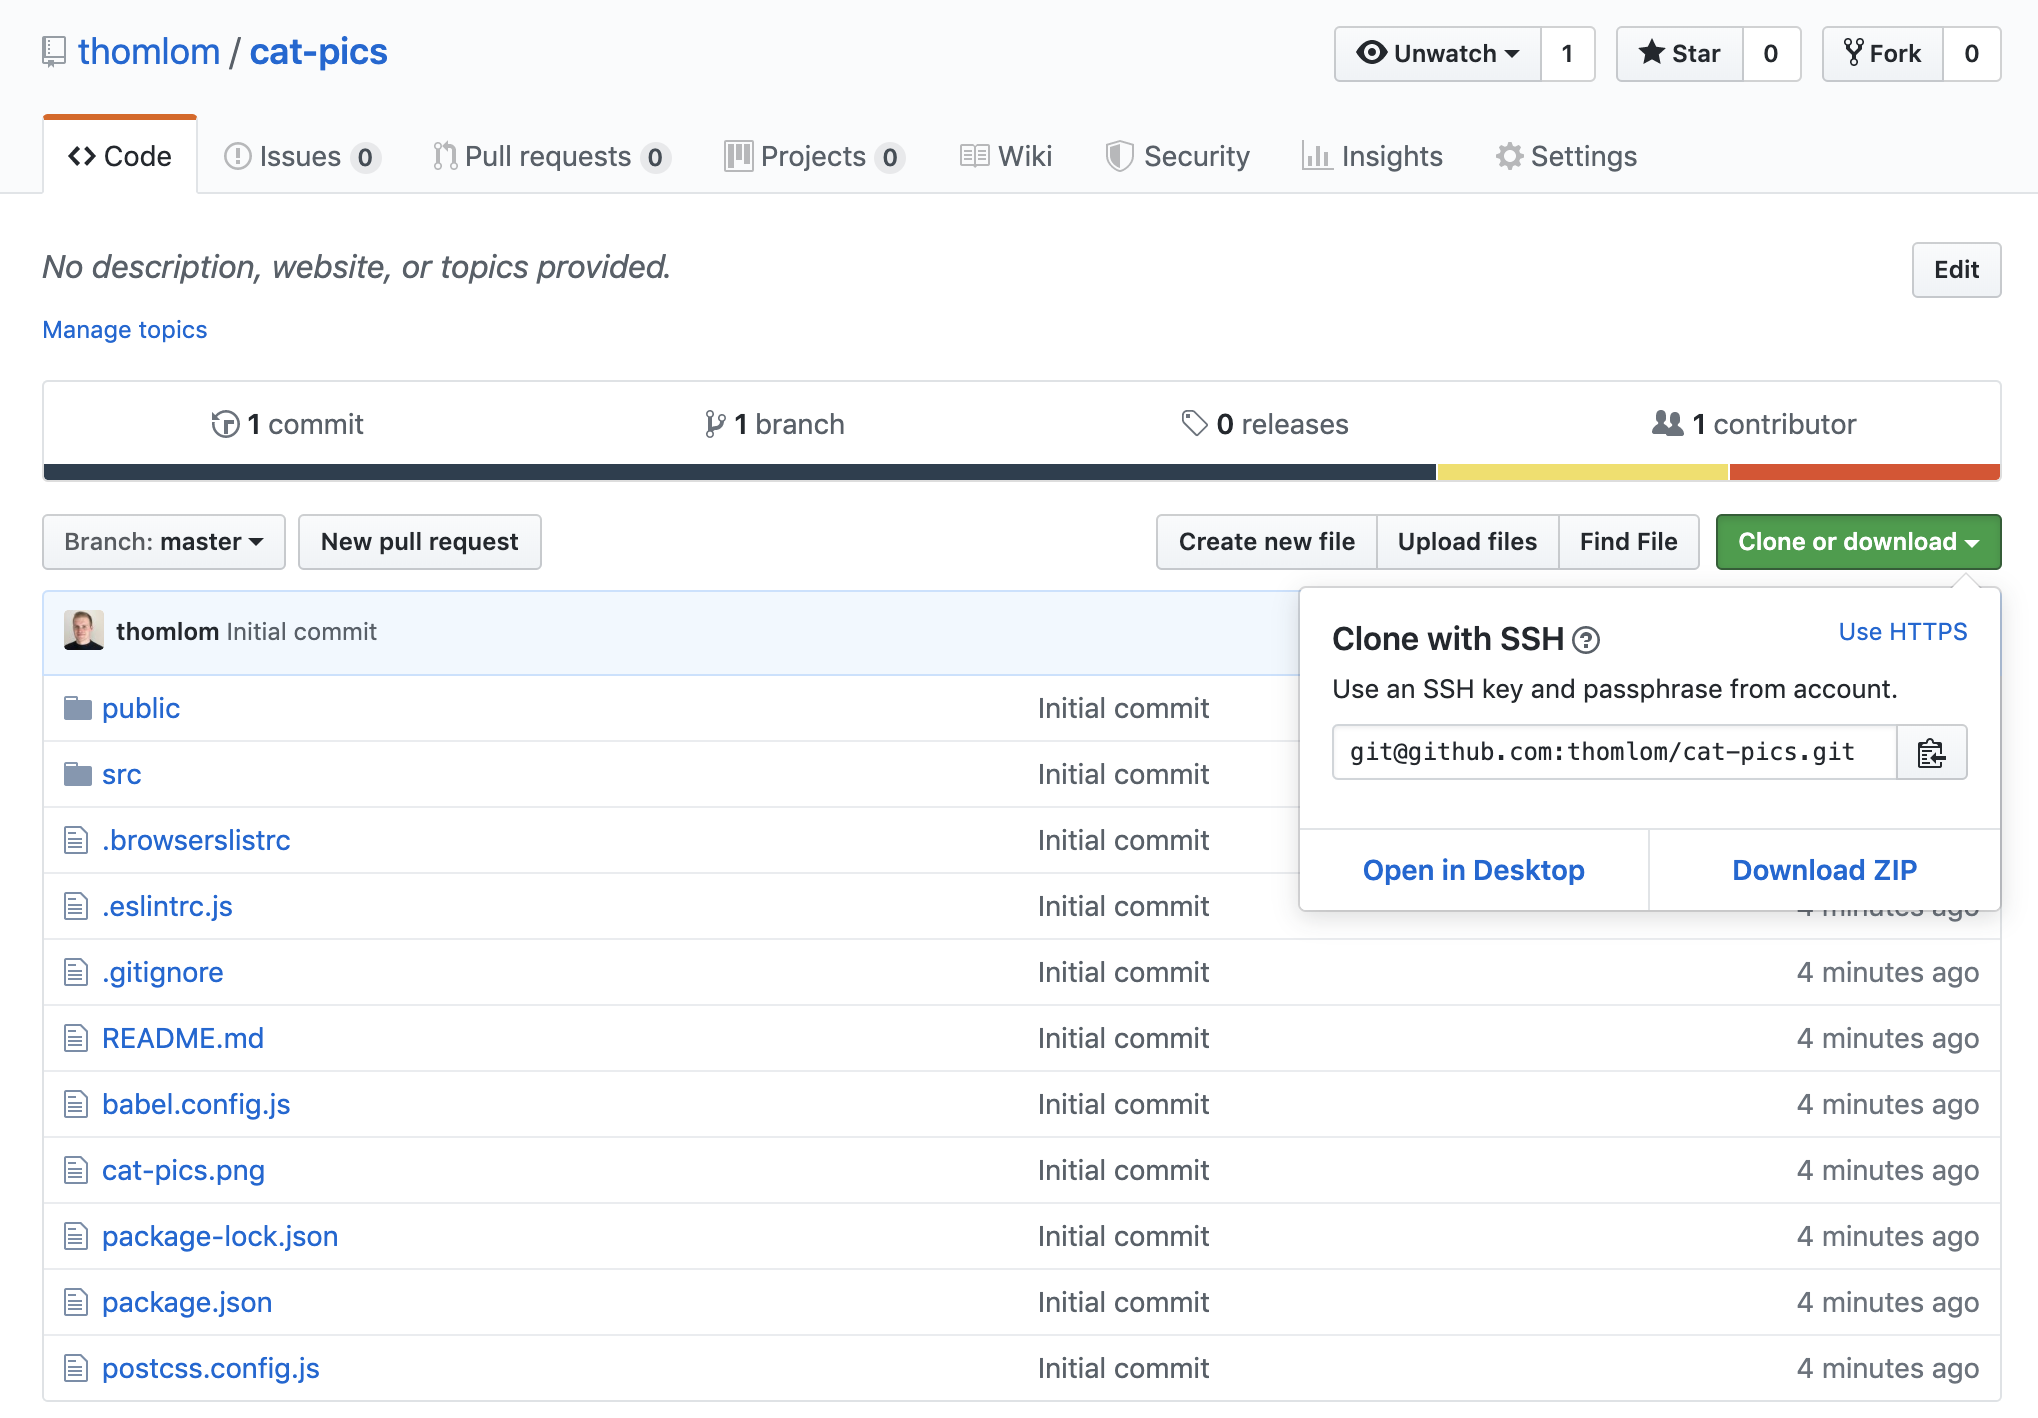 thomlom / cat-pics
Unwatch 1 Star 0 Fork 0
Code Issues 0 Pull requests 0 Projects 0 Wiki Security Insights Settings
No description, website, or topics provided. Edit
Manage topics
1 commit 1 branch 0 releases 1 contributor
Branch: master New pull request Create new file Upload files Find File Clone or download
thomlom Initial commit
Clone with SSH ? Use HTTPS
Use an SSH key and passphrase from account.
git@github.com:thomlom/cat-pics.git
Open in Desktop Download ZIP
public Initial commit
src Initial commit
.browserslistrc Initial commit
.eslintrc.js Initial commit 4 minutes ago
.gitignore Initial commit 4 minutes ago
README.md Initial commit 4 minutes ago
babel.config.js Initial commit 4 minutes ago
cat-pics.png Initial commit 4 minutes ago
package-lock.json Initial commit 4 minutes ago
package.json Initial commit 4 minutes ago
postcss.config.js Initial commit 4 minutes ago